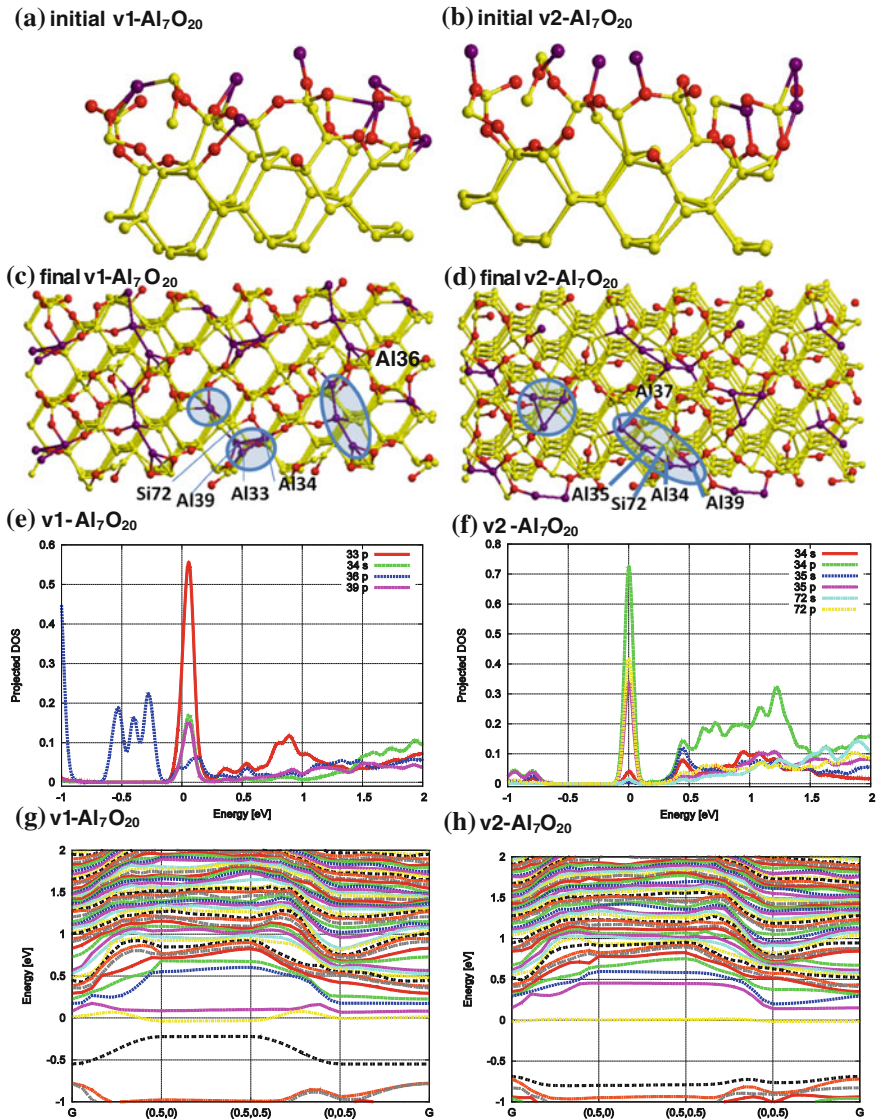 (a) initial v1-Al7O20
(b) initial v2-Al7O20
(c) final v1-Al7O20
(d) final v2-Al7O20
Al36
Si72
Al39
Al33
Al34
Al37
Al35
Si72
Al34
Al39
(e) v1-Al7O20
Projected DOS
0.6
0.5
0.4
0.3
0.2
0.1
0
33 p
34 s
36 p
39 p
-1
-0.5
0
0.5
1
1.5
2
Energy [eV]
(f) v2 -Al7O20
Projected DOS
0.8
0.7
0.6
0.5
0.4
0.3
0.2
0.1
0
34 s
34 p
35 s
35 p
72 s
72 p
-1
-0.5
0
0.5
1
1.5
2
Energy [eV]
(g) v1-Al7O20
Energy [eV]
2
1.5
1
0.5
0
-0.5
-1
G
(0.5,0)
(0.5,0.5)
(0,0.5)
G
(h) v2-Al7O20
Energy [eV]
2
1.5
1
0.5
0
-0.5
-1
G
(0.5,0)
(0.5,0.5)
(0,0.5)
G